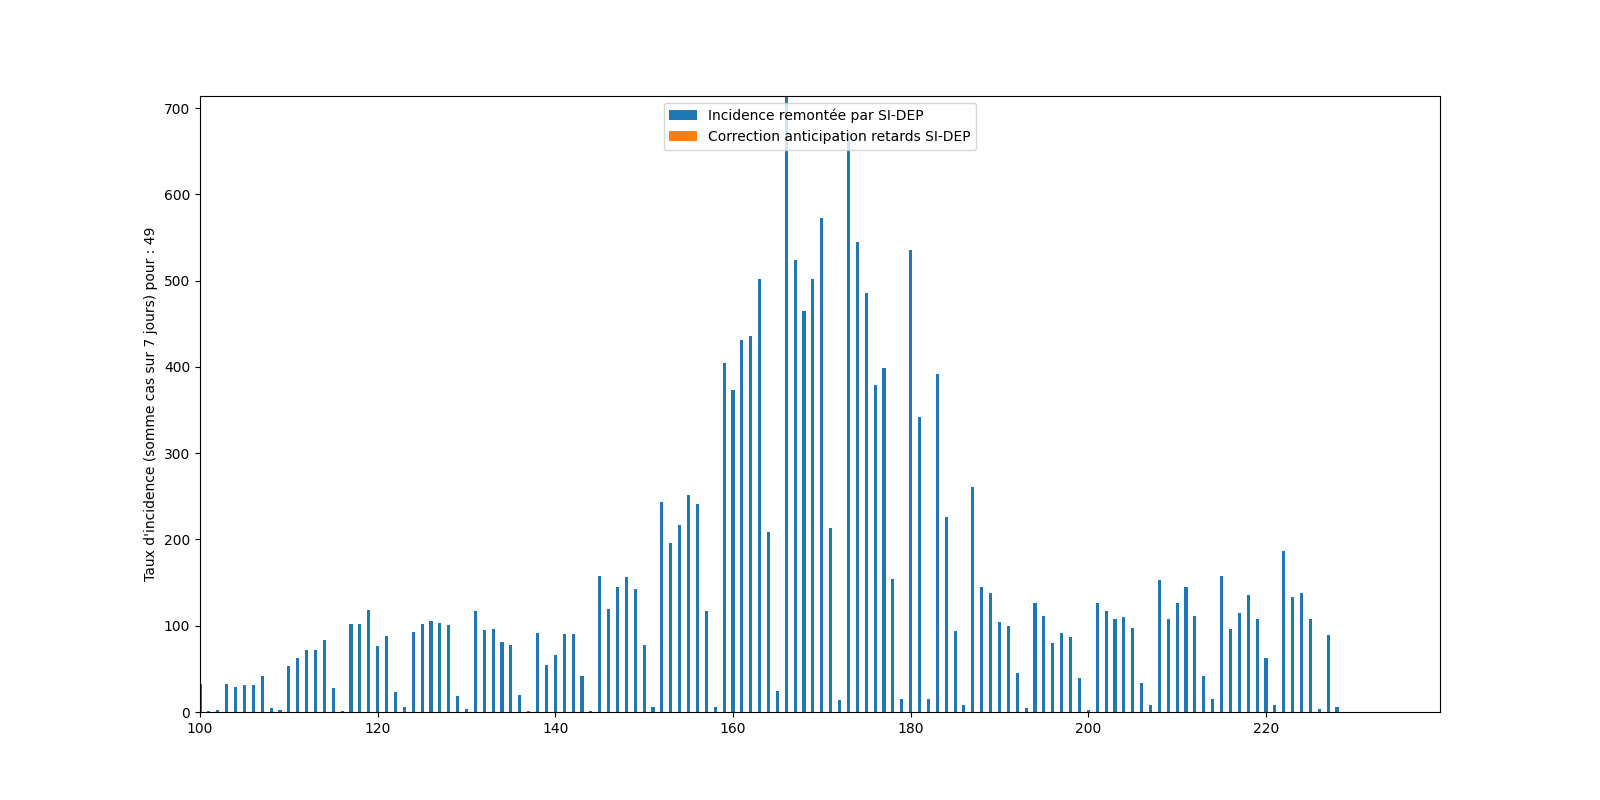 Incidence remontée par SI-DEP
Correction anticipation retards SI-DEP
Taux d'incidence (somme cas sur 7 jours) pour : 49
700
600
500
400
300
200
100
0
100 120 140 160 180 200 220